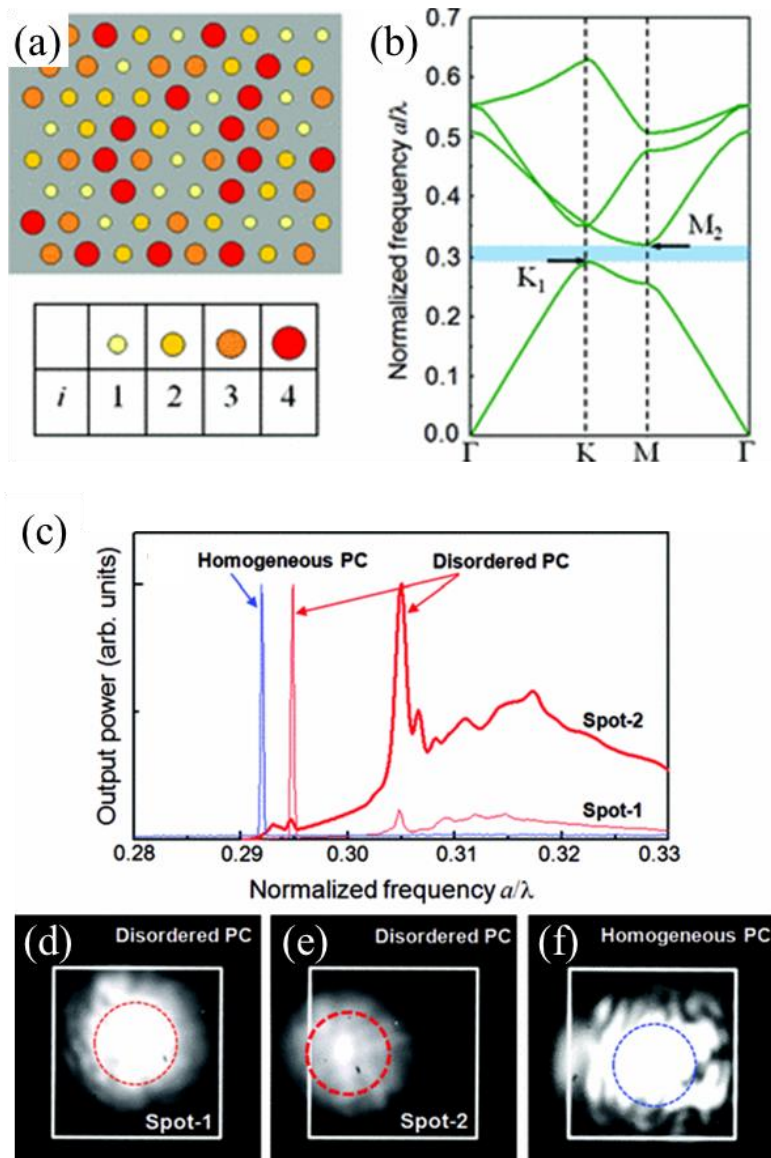 (a)
i 1 2 3 4
(b)
Normalized frequency a/λ
0.7
0.6
0.5
0.4
0.3
0.2
0.1
0.0
M₂
K₁
Γ K M Γ
(c)
Output power (arb. units)
Homogeneous PC
Disordered PC
Spot-2
Spot-1
0.28 0.29 0.30 0.31 0.32 0.33
Normalized frequency a/λ
(d)
Disordered PC
Spot-1
(e)
Disordered PC
Spot-2
(f)
Homogeneous PC